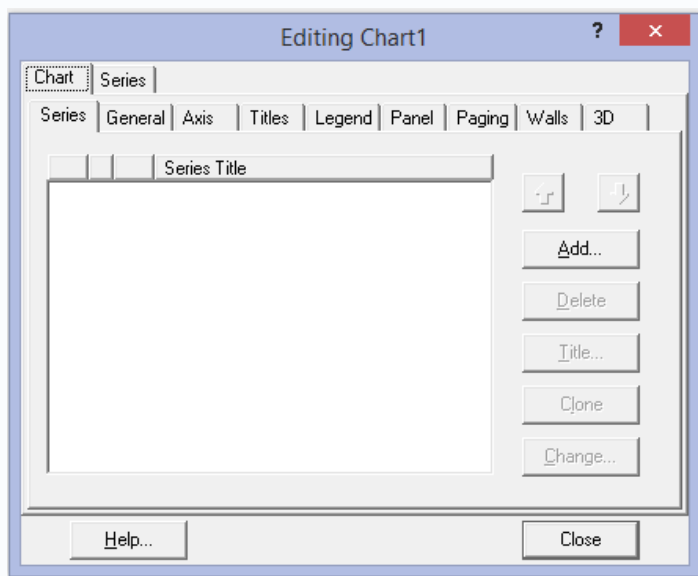 Editing Chart1 ? ×
Chart Series
Series General Axis Titles Legend Panel Paging Walls 3D
Series Title
Add...
Delete
Title...
Clone
Change...
Help... Close